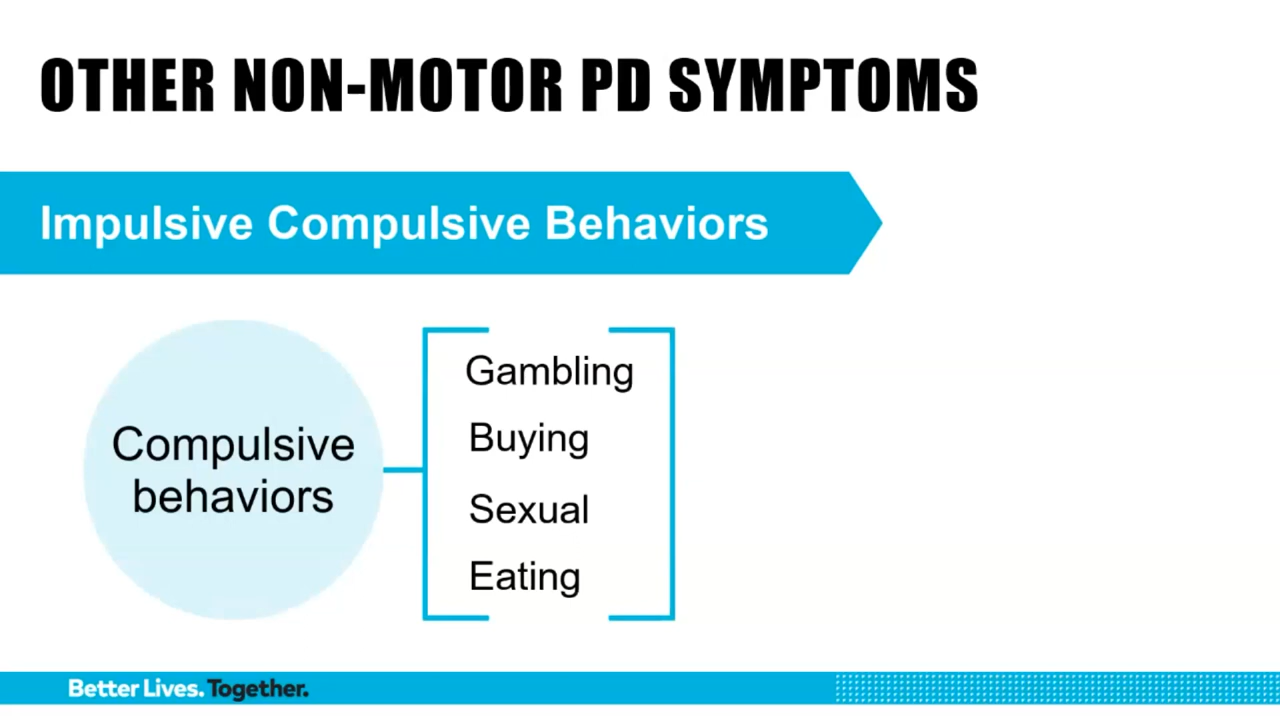 OTHER NON-MOTOR PD SYMPTOMS
Impulsive Compulsive Behaviors
Compulsive
behaviors
Gambling
Buying
Sexual
Eating
Better Lives. Together.